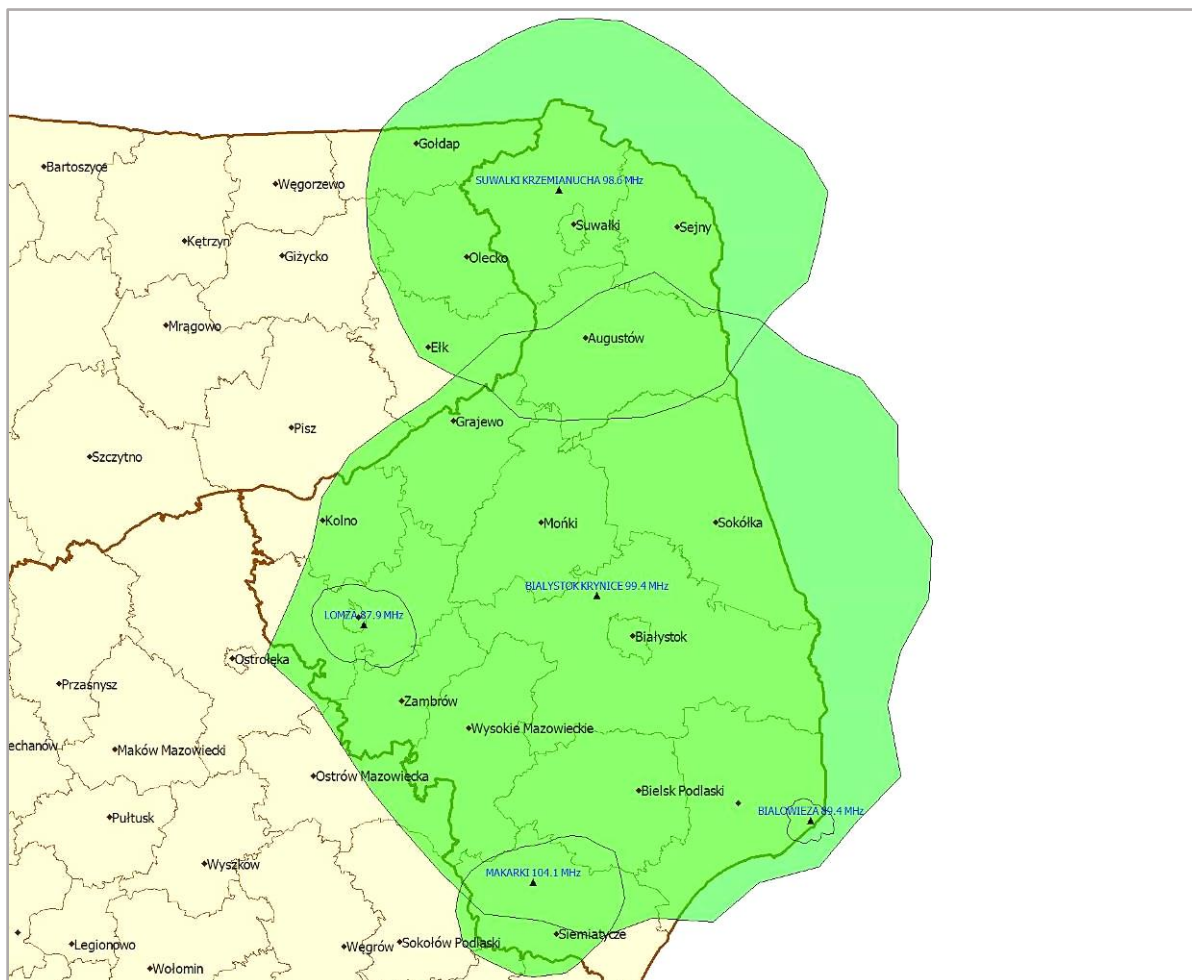 Gołdap
Bartoszyce
Węgorzewo
SUWALKI KRZEMIANUCHA 98.6 MHz
Suwałki
Sejny
Kętrzyn
Giżycko
Olecko
Mrągowo
Augustów
Ełk
Grajewo
Pisz
Szczytno
Kolno
Mońki
Sokółka
BIALYSTOK KRYNICE 99.4 MHz
LOMZA 87.9 MHz
Białystok
Ostrołęka
Przasnysz
Zambrów
Wysokie Mazowieckie
echanów
Maków Mazowiecki
Ostrów Mazowiecka
Bielsk Podlaski
Pułtusk
BIALOWIEZA 89.4 MHz
Wyszków
MAKARKI 104.1 MHz
Siemiatycze
Legionowo
Węgrów
Sokołów Podlaski
Wołomin